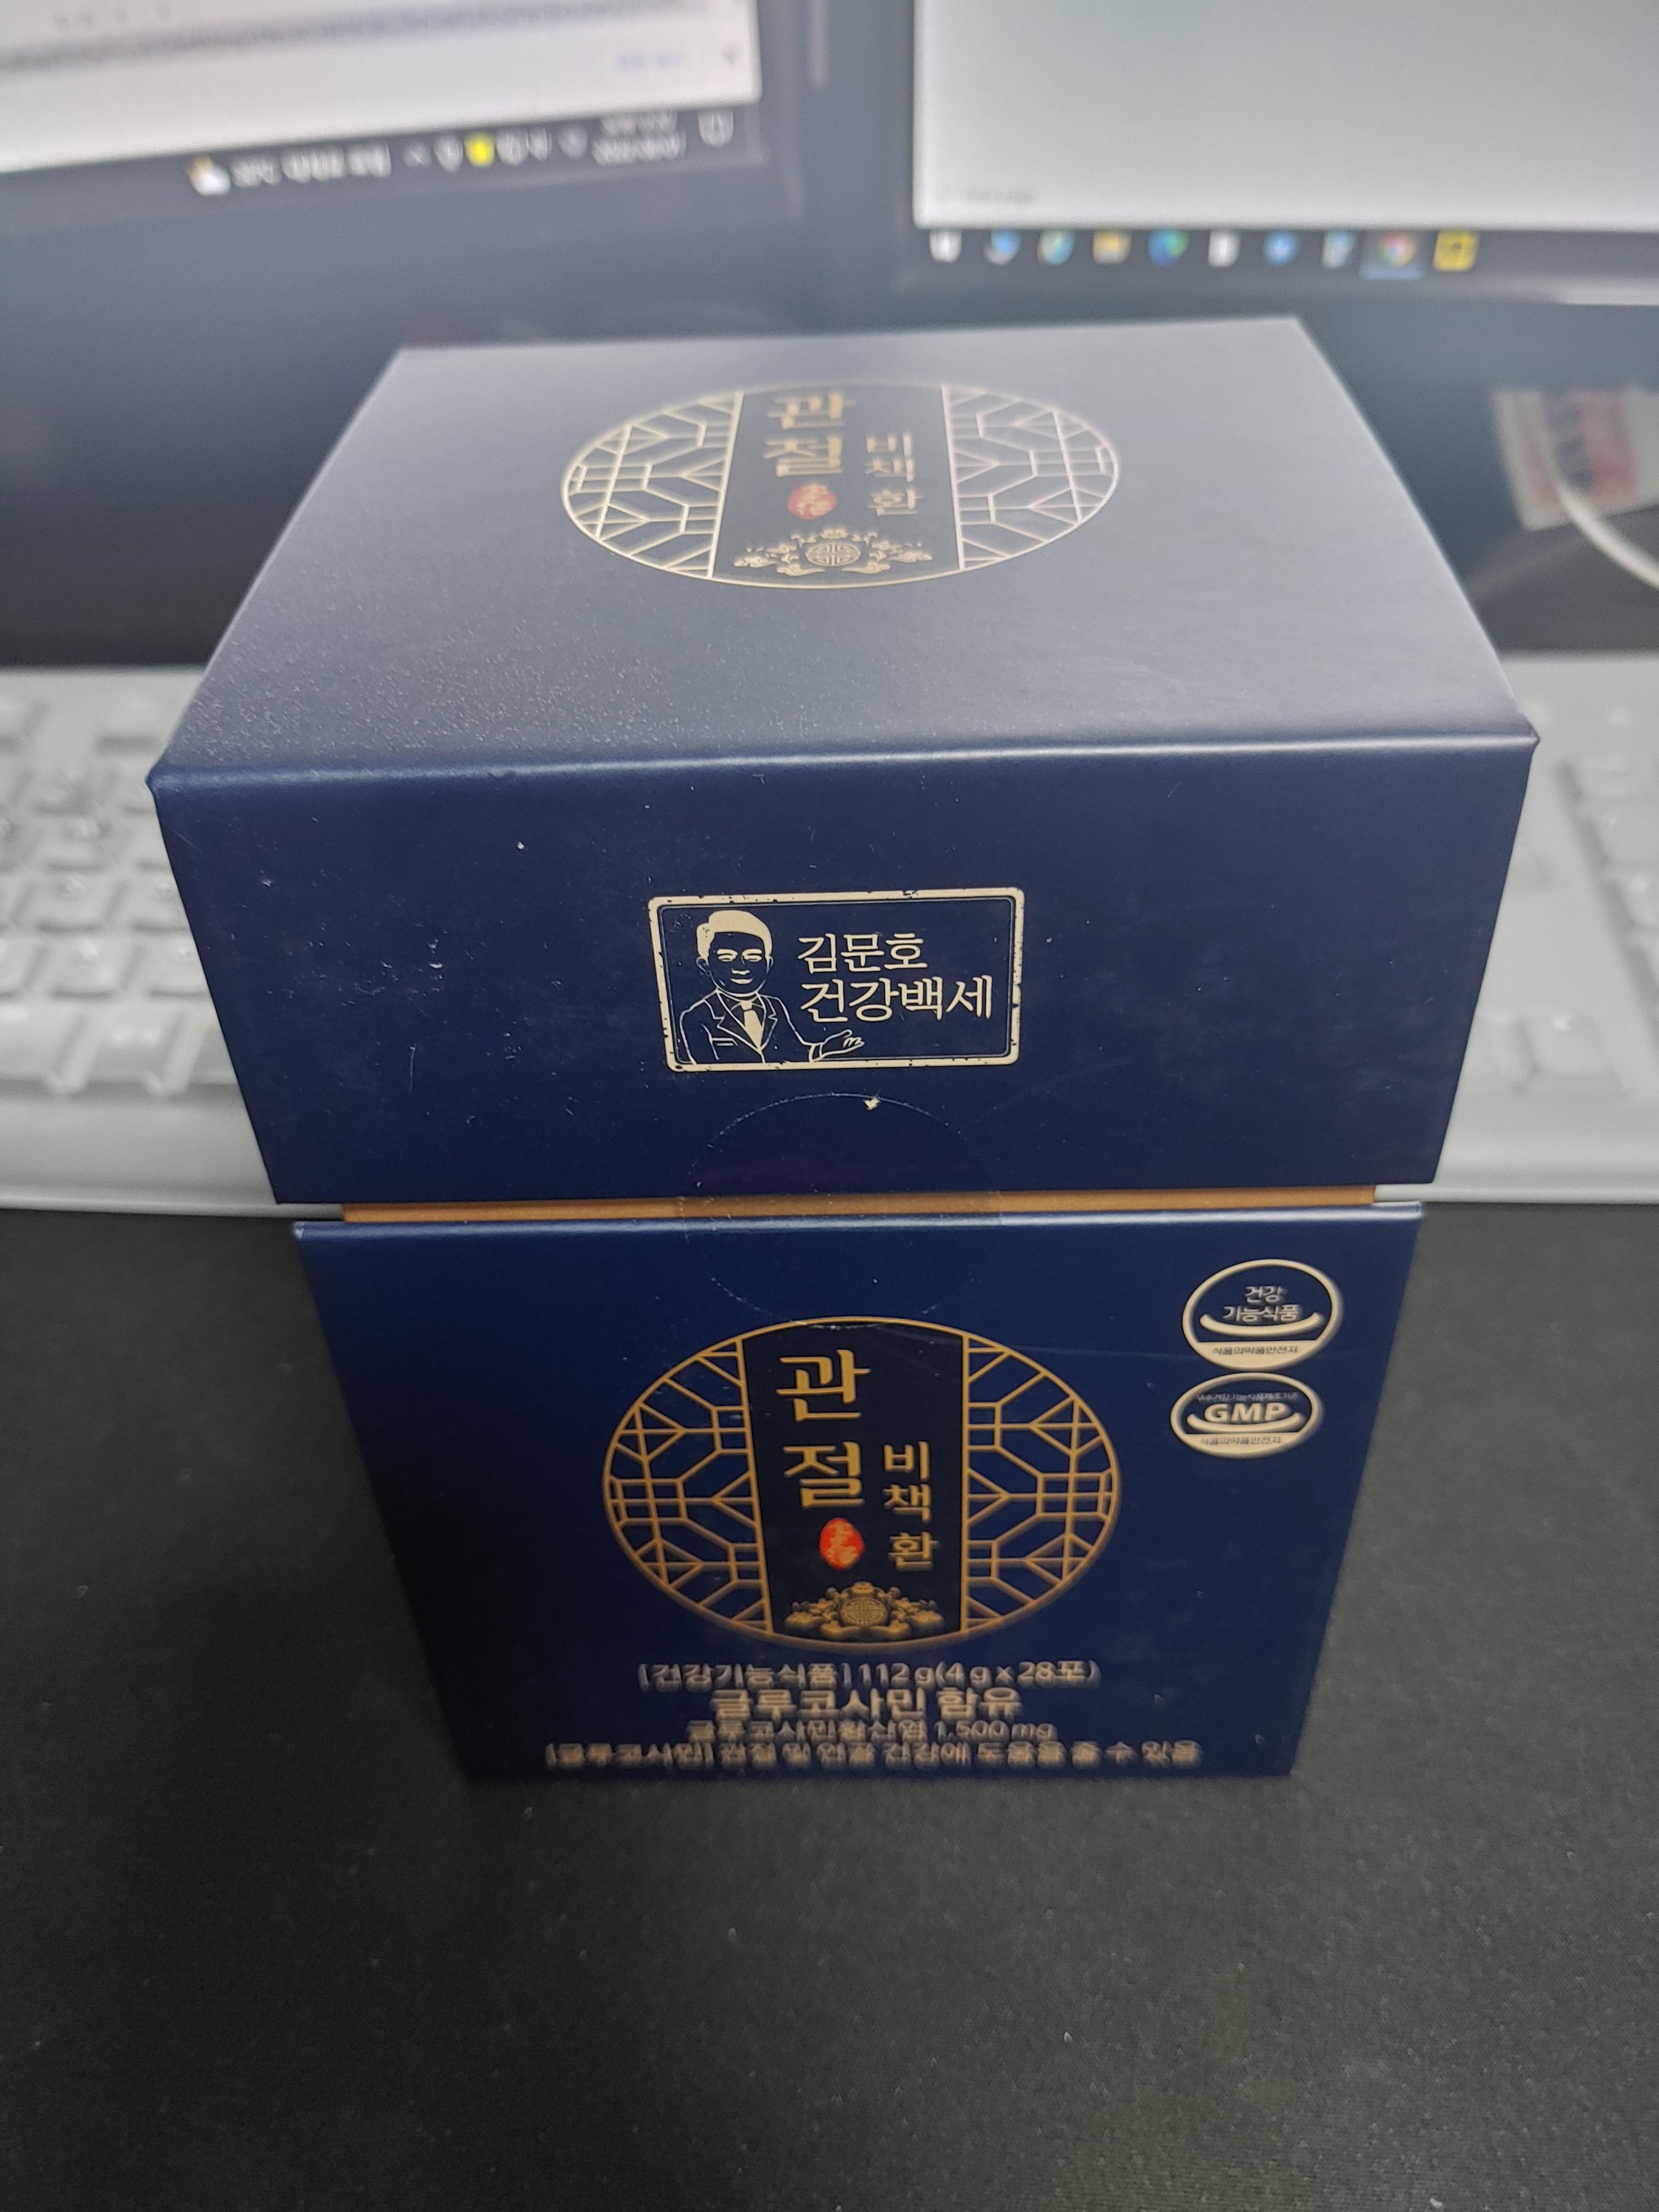 관절
비책환
김문호
건강백세
건강
기능식품
식품의약품안전처
GMP
식품의약품안전처
관절
비책환
[건강기능식품] 112 g(4 g x 28포)
글루코사민 함유
글루코사민황산염 1,500 mg
[글루코사민] 관절 및 연골 건강에 도움을 줄 수 있음